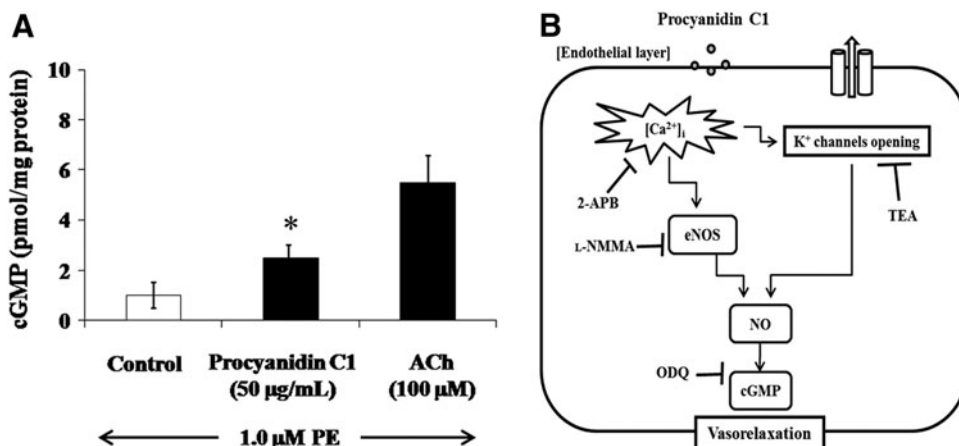 A
cGMP (pmol/mg protein)
10
8
6
4
2
0
*
Control
Procyanidin C1
(50 µg/mL)
ACh
(100 µM)
1.0 µM PE
B
Procyanidin C1
[Endothelial layer]
[Ca²⁺]ᵢ
K⁺ channels opening
2-APB
TEA
L-NMMA
eNOS
NO
ODQ
cGMP
Vasorelaxation